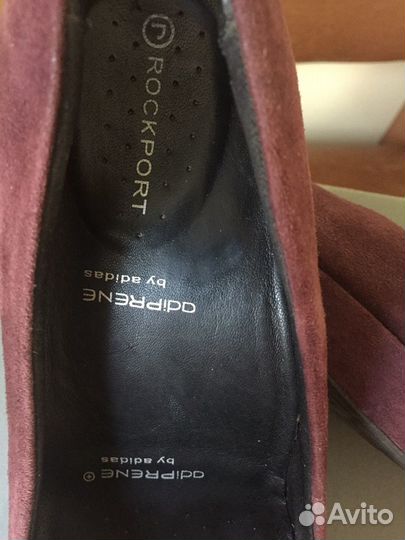 ROCKPORT
adiPRENE
by adidas
adiPRENE+
by adidas
Avito